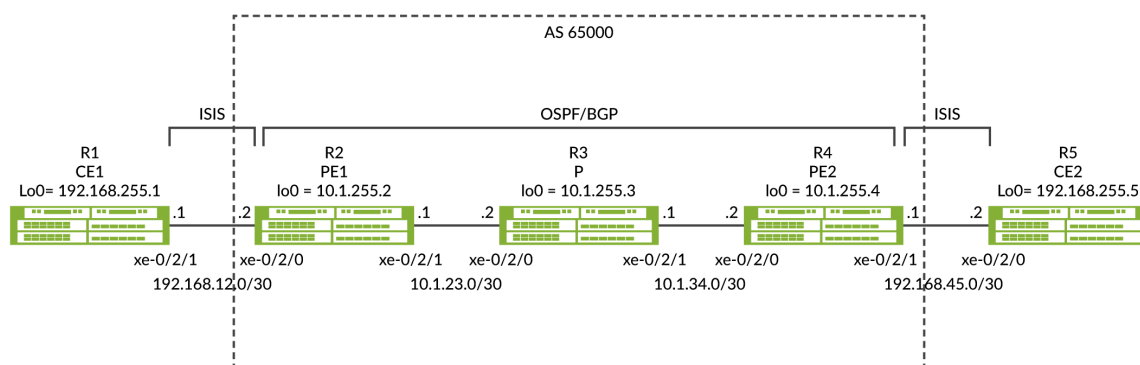 AS 65000
ISIS
OSPF/BGP
ISIS
R1
CE1
Lo0= 192.168.255.1
R2
PE1
lo0 = 10.1.255.2
R3
P
lo0 = 10.1.255.3
R4
PE2
lo0 = 10.1.255.4
R5
CE2
Lo0= 192.168.255.5
.1
.2
.1
.2
.1
.2
.1
.2
xe-0/2/1
xe-0/2/0
xe-0/2/1
xe-0/2/0
xe-0/2/1
xe-0/2/0
xe-0/2/1
xe-0/2/0
192.168.12.0/30
10.1.23.0/30
10.1.34.0/30
192.168.45.0/30